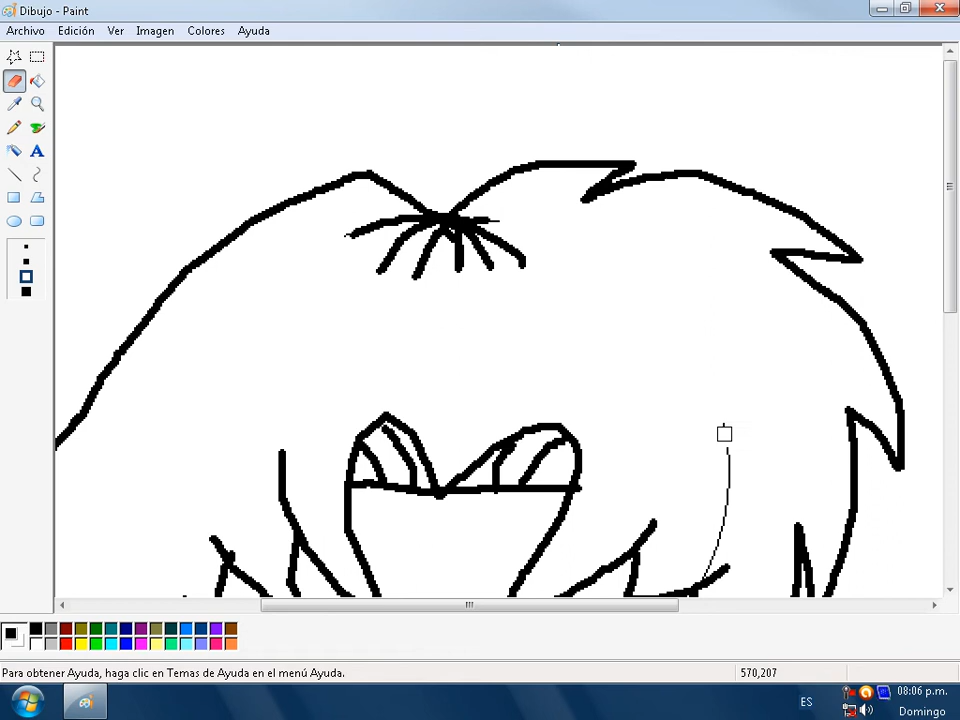 Dibujo - Paint
Archivo Edición Ver Imagen Colores Ayuda
A
Para obtener Ayuda, haga clic en Temas de Ayuda en el menú Ayuda.
570,207
ES
08:06 p.m.
Domingo